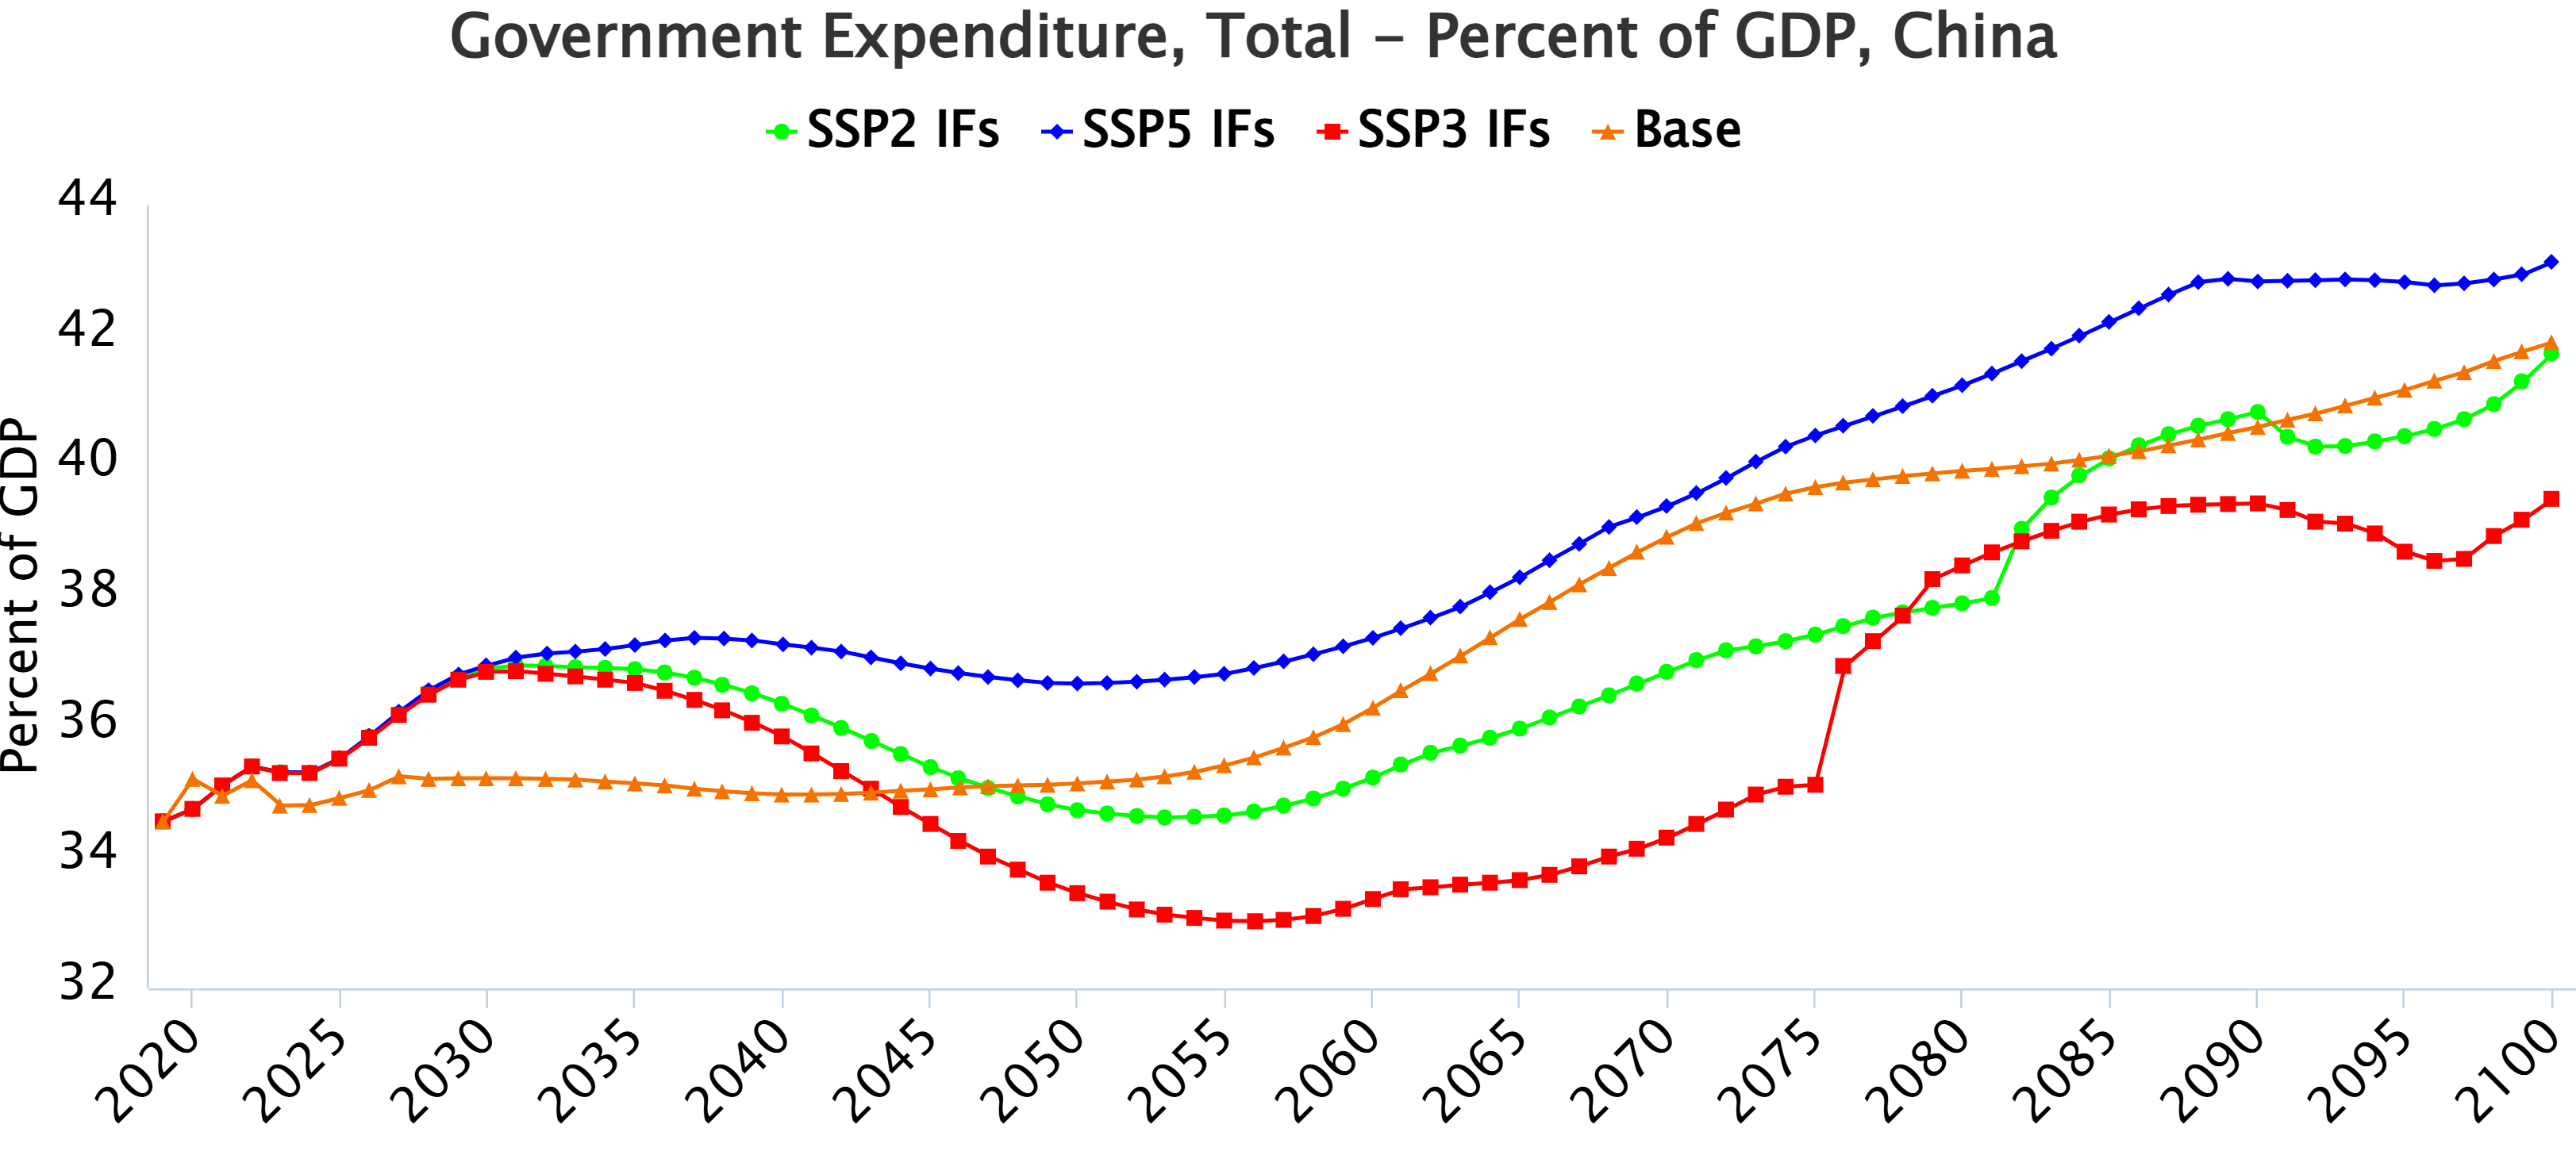 Government Expenditure, Total – Percent of GDP, China
SSP2 IFs SSP5 IFs SSP3 IFs Base
Percent of GDP
44
42
40
38
36
34
32
2020 2025 2030 2035 2040 2045 2050 2055 2060 2065 2070 2075 2080 2085 2090 2095 2100